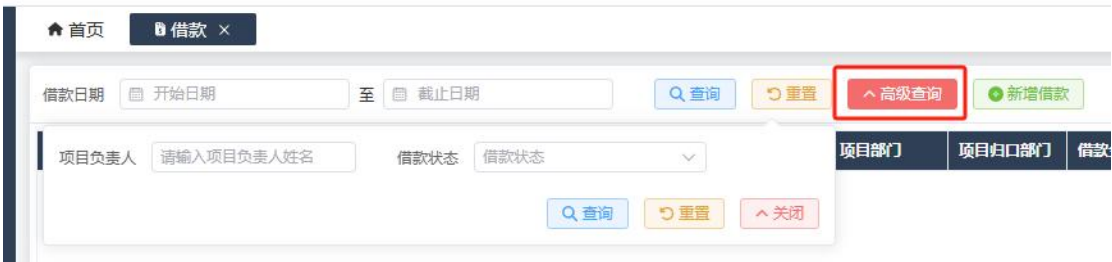 首页 借款 ×
借款日期 开始日期 至 截止日期 查询 重置 高级查询 新增借款
项目部门 项目归口部门
项目负责人 请输入项目负责人姓名 借款状态 借款状态
查询 重置 关闭